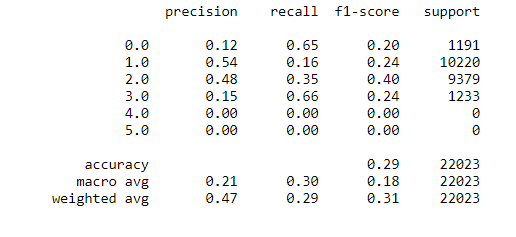 precision recall f1-score support
0.0 0.12 0.65 0.20 1191
1.0 0.54 0.16 0.24 10220
2.0 0.48 0.35 0.40 9379
3.0 0.15 0.66 0.24 1233
4.0 0.00 0.00 0.00 0
5.0 0.00 0.00 0.00 0
accuracy 0.29 22023
macro avg 0.21 0.30 0.18 22023
weighted avg 0.47 0.29 0.31 22023